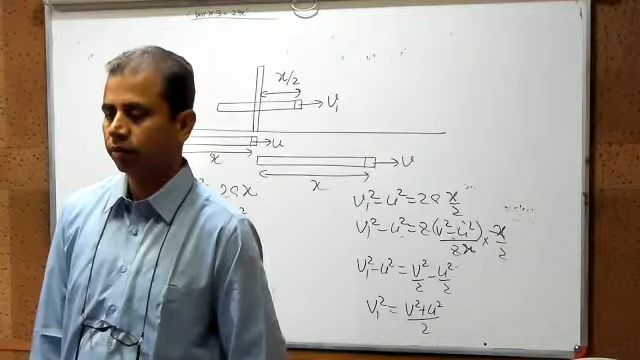 x/2
V₁
u
x
v
x
2ax
v₁² - u² = 2a x/2
v₁² - u² = 2(v² - u²)/2x × x/2
v₁² - u² = v²/2 - u²/2
v₁² = (v² + u²)/2